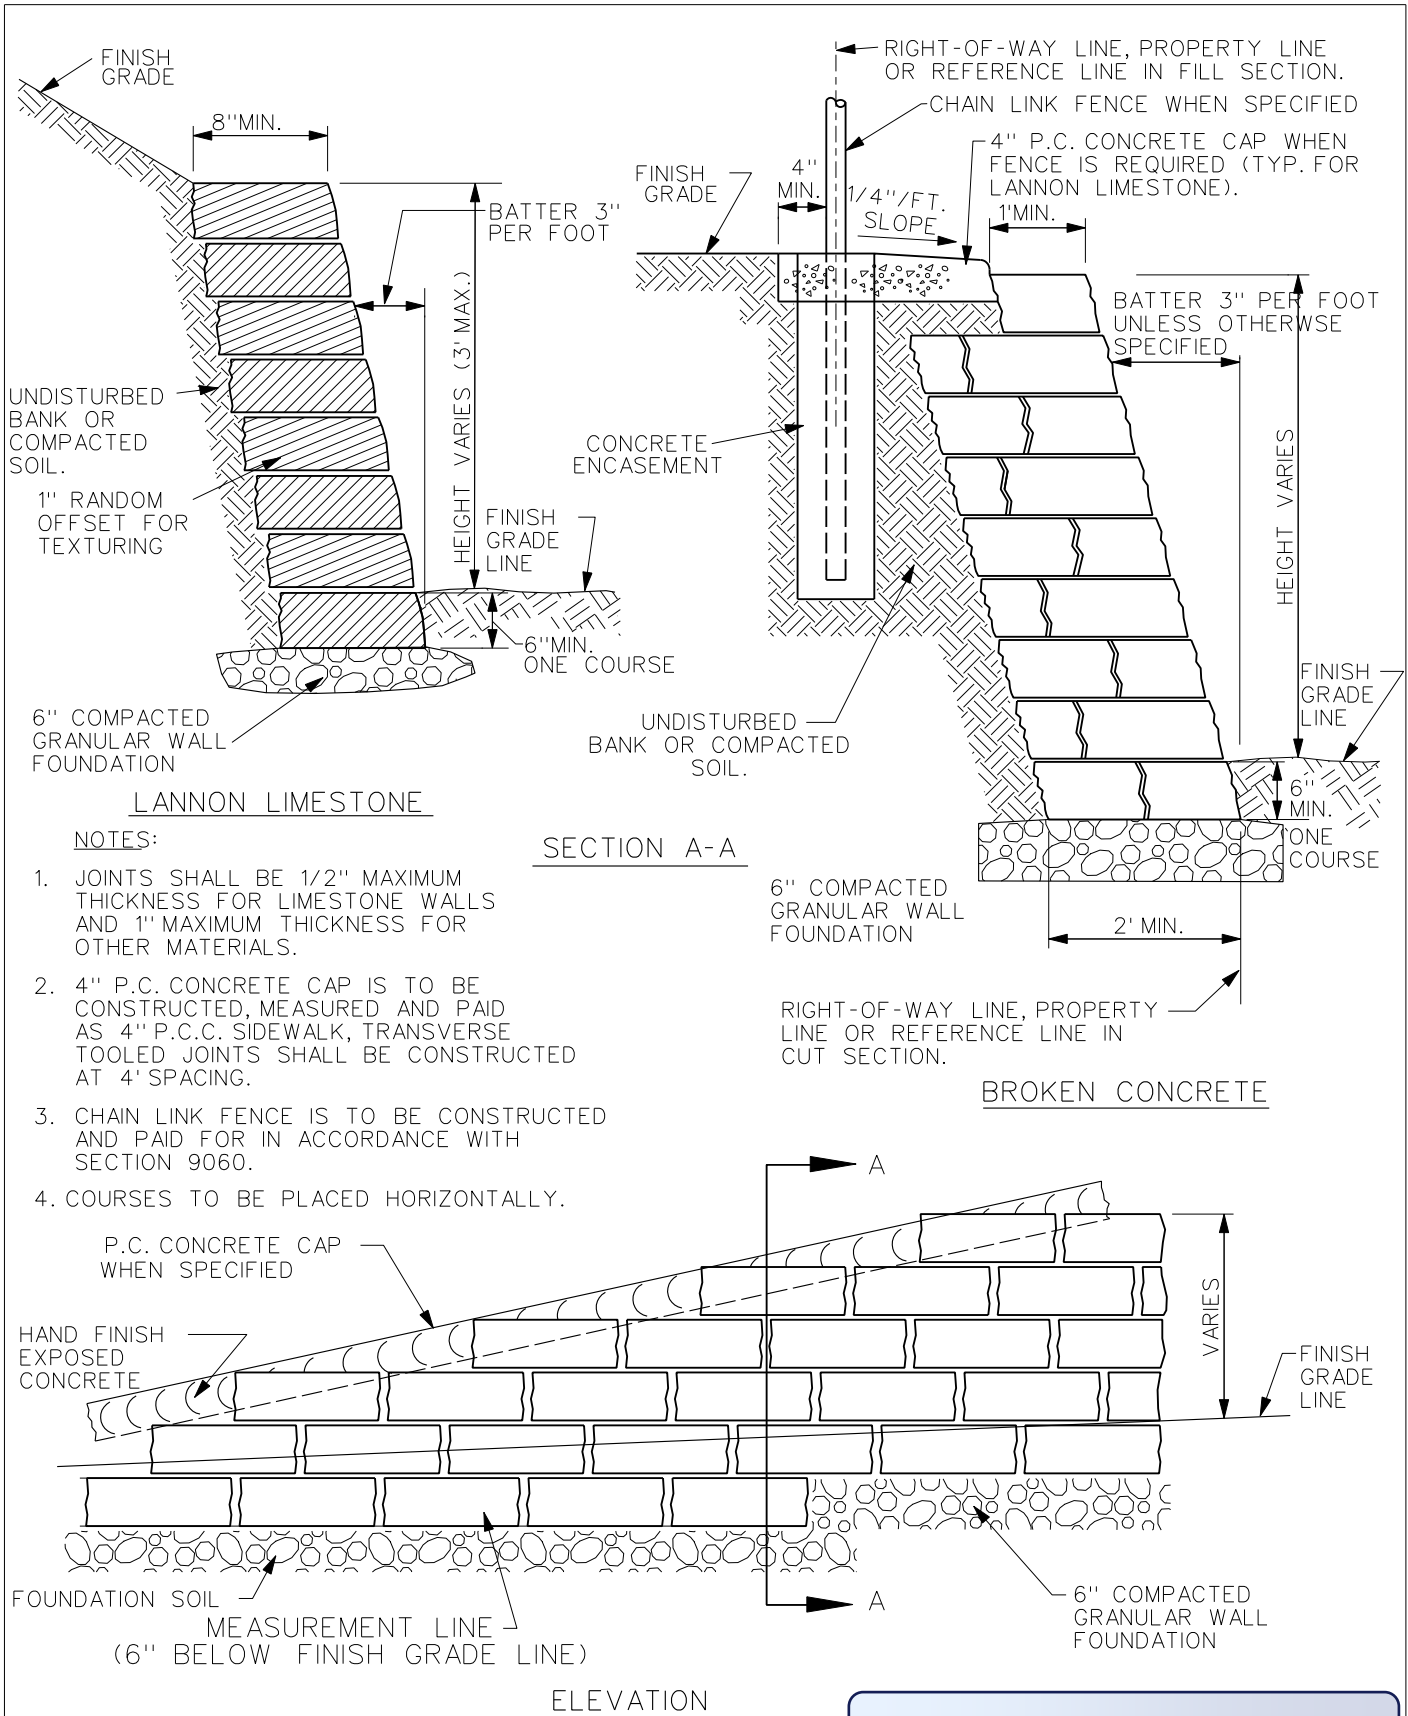 FINISH
GRADE
8" MIN.
BATTER 3"
PER FOOT
HEIGHT VARIES (3' MAX.)
UNDISTURBED
BANK OR
COMPACTED
SOIL.
1" RANDOM
OFFSET FOR
TEXTURING
FINISH
GRADE
LINE
6" MIN.
ONE COURSE
6" COMPACTED
GRANULAR WALL
FOUNDATION
LANNON LIMESTONE
RIGHT-OF-WAY LINE, PROPERTY LINE
OR REFERENCE LINE IN FILL SECTION.
CHAIN LINK FENCE WHEN SPECIFIED
4" P.C. CONCRETE CAP WHEN
FENCE IS REQUIRED (TYP. FOR
LANNON LIMESTONE).
FINISH
GRADE
4"
MIN.
1/4"/FT.
SLOPE
1' MIN.
BATTER 3" PER FOOT
UNLESS OTHERWSE
SPECIFIED
CONCRETE
ENCASEMENT
HEIGHT VARIES
UNDISTURBED
BANK OR COMPACTED
SOIL.
FINISH
GRADE
LINE
6"
MIN.
ONE
COURSE
6" COMPACTED
GRANULAR WALL
FOUNDATION
2' MIN.
RIGHT-OF-WAY LINE, PROPERTY
LINE OR REFERENCE LINE IN
CUT SECTION.
BROKEN CONCRETE
SECTION A-A
NOTES:
1. JOINTS SHALL BE 1/2" MAXIMUM
THICKNESS FOR LIMESTONE WALLS
AND 1" MAXIMUM THICKNESS FOR
OTHER MATERIALS.
2. 4" P.C. CONCRETE CAP IS TO BE
CONSTRUCTED, MEASURED AND PAID
AS 4" P.C.C. SIDEWALK, TRANSVERSE
TOOLED JOINTS SHALL BE CONSTRUCTED
AT 4' SPACING.
3. CHAIN LINK FENCE IS TO BE CONSTRUCTED
AND PAID FOR IN ACCORDANCE WITH
SECTION 9060.
4. COURSES TO BE PLACED HORIZONTALLY.
P.C. CONCRETE CAP
WHEN SPECIFIED
HAND FINISH
EXPOSED
CONCRETE
A
VARIES
FINISH
GRADE
LINE
FOUNDATION SOIL
MEASUREMENT LINE
(6" BELOW FINISH GRADE LINE)
A
6" COMPACTED
GRANULAR WALL
FOUNDATION
ELEVATION